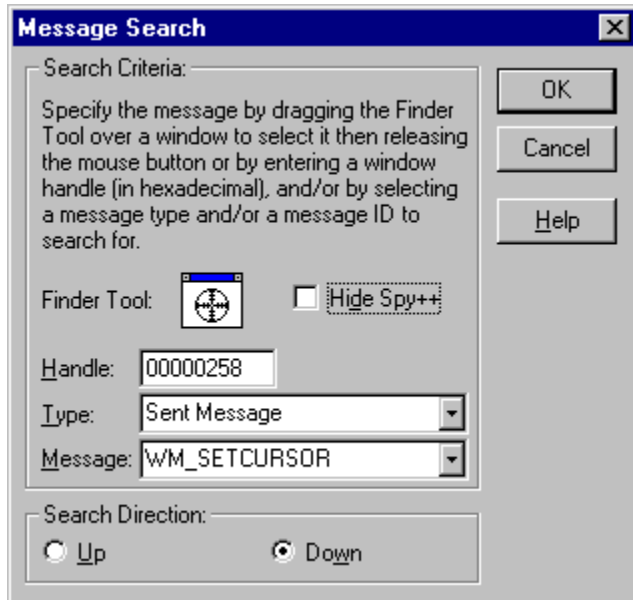 Message Search
Search Criteria:
OK
Specify the message by dragging the Finder
Tool over a window to select it then releasing
the mouse button or by entering a window
handle (in hexadecimal), and/or by selecting
a message type and/or a message ID to
search for.
Cancel
Help
Finder Tool:
Hide Spy++
Handle: 00000258
Type: Sent Message
Message: WM_SETCURSOR
Search Direction:
Up Down